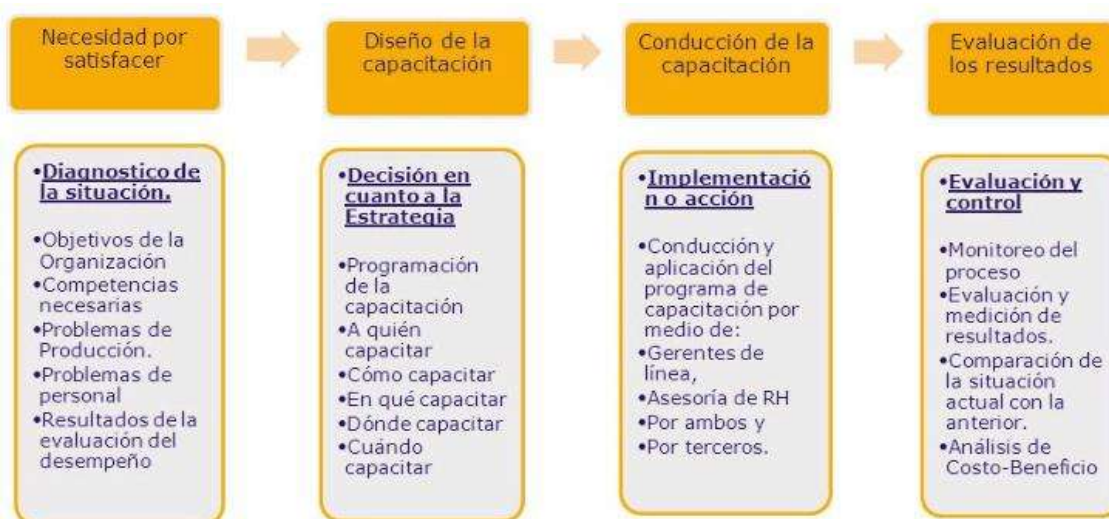 Necesidad por
satisfacer
Diseño de la
capacitación
Conducción de la
capacitación
Evaluación de
los resultados
•Diagnostico de
la situación.
•Objetivos de la
Organización
•Competencias
necesarias
•Problemas de
Producción.
•Problemas de
personal
•Resultados de la
evaluación del
desempeño
•Decisión en
cuanto a la
Estrategia
•Programación
de la
capacitación
•A quién
capacitar
•Cómo capacitar
•En qué capacitar
•Dónde capacitar
•Cuándo
capacitar
•Implementació
n o acción
•Conducción y
aplicación del
programa de
capacitación por
medio de:
•Gerentes de
línea,
•Asesoría de RH
•Por ambos y
•Por terceros.
•Evaluación y
control
•Monitoreo del
proceso
•Evaluación y
medición de
resultados.
•Comparación de
la situación
actual con la
anterior.
•Análisis de
Costo-Beneficio